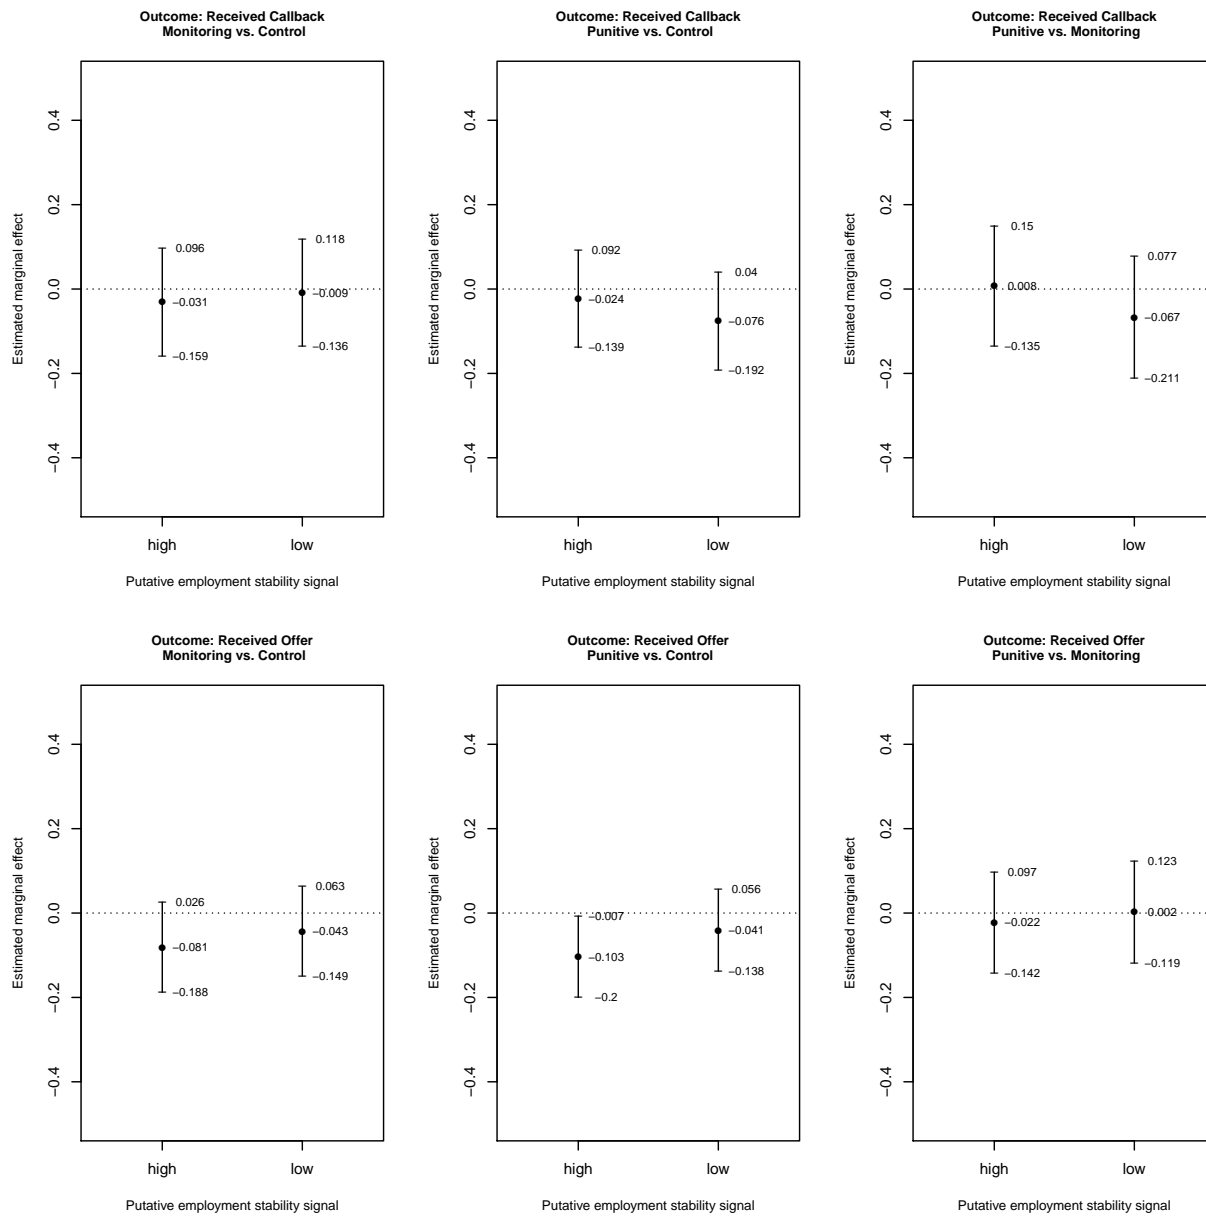 Outcome: Received Callback
Monitoring vs. Control
Estimated marginal effect
0.4
0.2
0.0
−0.2
−0.4
0.096
−0.031
−0.159
0.118
−0.009
−0.136
high low
Putative employment stability signal
Outcome: Received Callback
Punitive vs. Control
Estimated marginal effect
0.4
0.2
0.0
−0.2
−0.4
0.092
−0.024
−0.139
0.04
−0.076
−0.192
high low
Putative employment stability signal
Outcome: Received Callback
Punitive vs. Monitoring
Estimated marginal effect
0.4
0.2
0.0
−0.2
−0.4
0.15
0.008
−0.135
0.077
−0.067
−0.211
high low
Putative employment stability signal
Outcome: Received Offer
Monitoring vs. Control
Estimated marginal effect
0.4
0.2
0.0
−0.2
−0.4
0.026
−0.081
−0.188
0.063
−0.043
−0.149
high low
Putative employment stability signal
Outcome: Received Offer
Punitive vs. Control
Estimated marginal effect
0.4
0.2
0.0
−0.2
−0.4
−0.007
−0.103
−0.2
0.056
−0.041
−0.138
high low
Putative employment stability signal
Outcome: Received Offer
Punitive vs. Monitoring
Estimated marginal effect
0.4
0.2
0.0
−0.2
−0.4
0.097
−0.022
−0.142
0.123
0.002
−0.119
high low
Putative employment stability signal